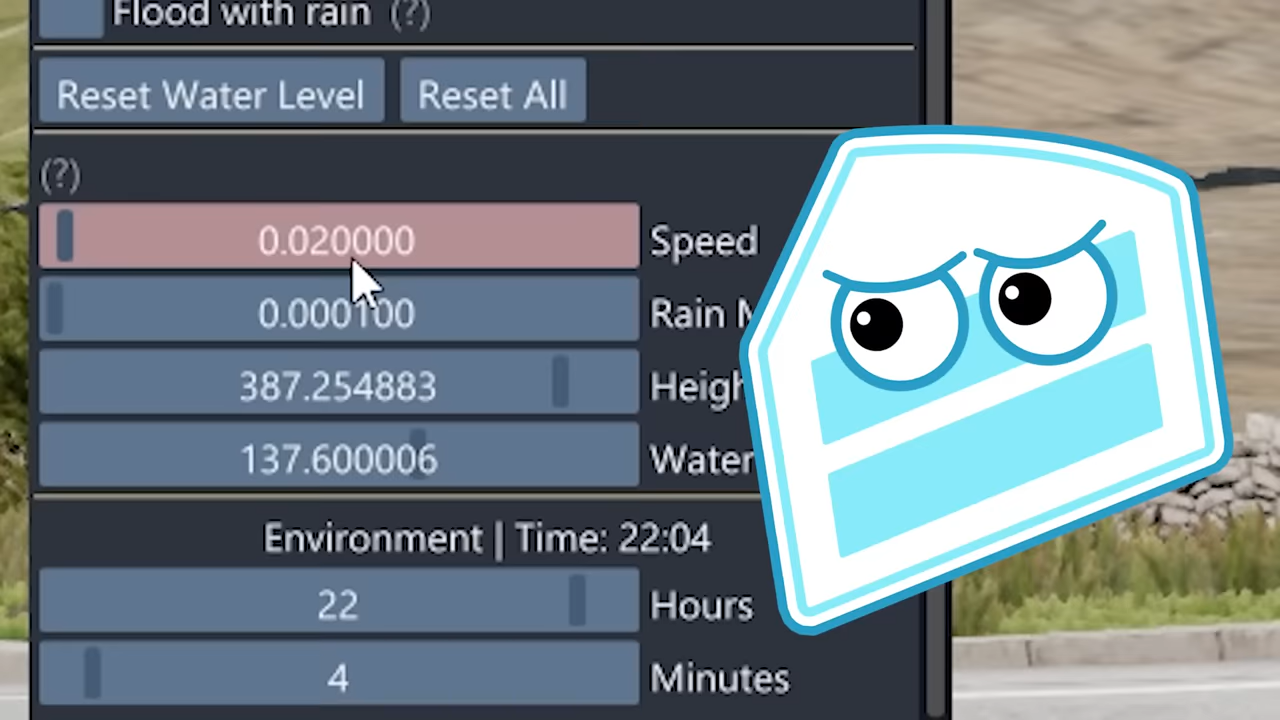 Flood with rain (?)
Reset Water Level Reset All
(?)
0.020000 Speed
0.000100 Rain
387.254883
137.600006 Water
Environment | Time: 22:04
22 Hours
4 Minutes